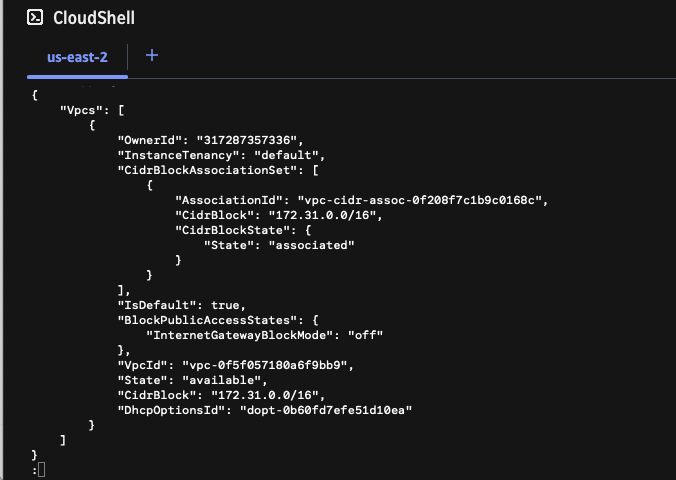 CloudShell
us-east-2 +
{
    "Vpcs": [
        {
            "OwnerId": "317287357336",
            "InstanceTenancy": "default",
            "CidrBlockAssociationSet": [
                {
                    "AssociationId": "vpc-cidr-assoc-0f208f7c1b9c0168c",
                    "CidrBlock": "172.31.0.0/16",
                    "CidrBlockState": {
                        "State": "associated"
                    }
                }
            ],
            "IsDefault": true,
            "BlockPublicAccessStates": {
                "InternetGatewayBlockMode": "off"
            },
            "VpcId": "vpc-0f5f057180a6f9bb9",
            "State": "available",
            "CidrBlock": "172.31.0.0/16",
            "DhcpOptionsId": "dopt-0b60fd7efe51d10ea"
        }
    ]
}
: